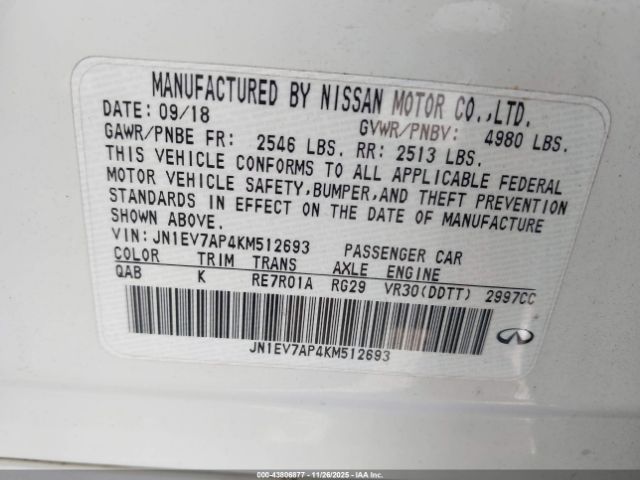 MANUFACTURED BY NISSAN MOTOR CO.,LTD.
DATE: 09/18 GVWR/PNBV: 4980 LBS.
GAWR/PNBE FR: 2546 LBS. RR: 2513 LBS.
THIS VEHICLE CONFORMS TO ALL APPLICABLE FEDERAL
MOTOR VEHICLE SAFETY,BUMPER,AND THEFT PREVENTION
STANDARDS IN EFFECT ON THE DATE OF MANUFACTURE
SHOWN ABOVE.
VIN: JN1EV7AP4KM512693 PASSENGER CAR
COLOR TRIM TRANS AXLE ENGINE
QAB K RE7R01A RG29 VR30(DDTT) 2997CC
JN1EV7AP4KM512693
INFINITI
000-43806877 - 11/26/2025 - IAA, Inc.